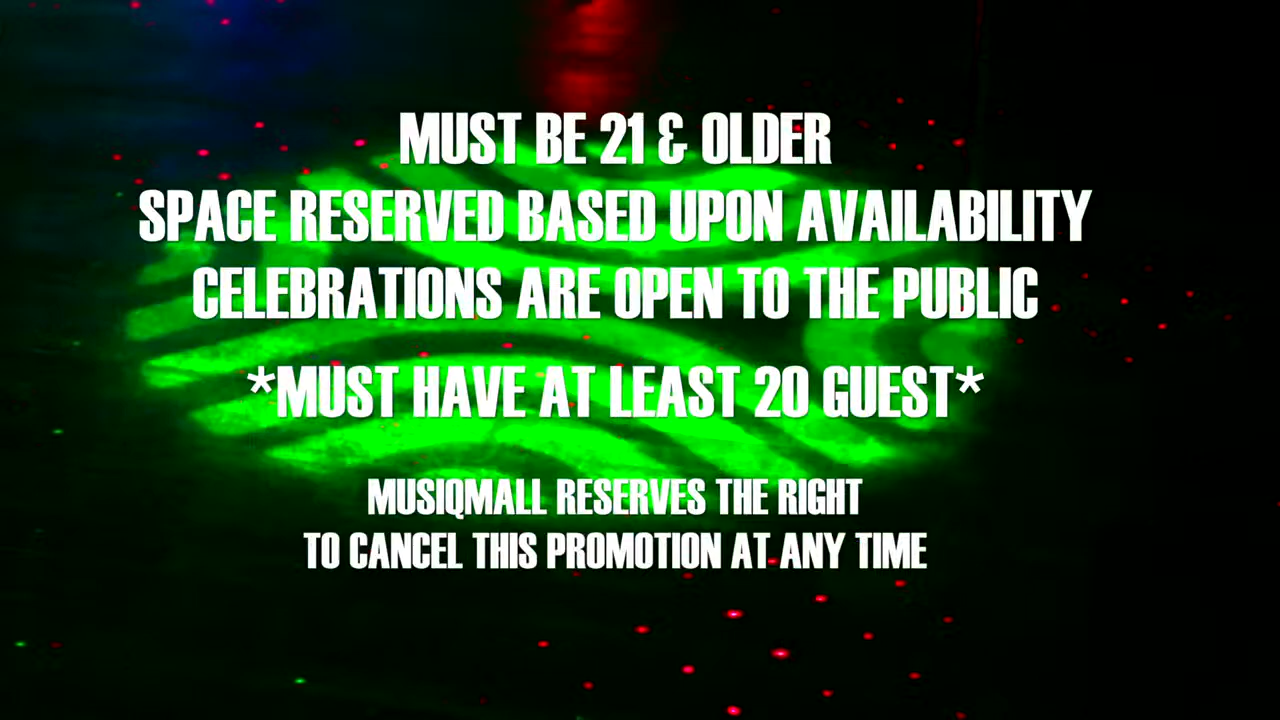 MUST BE 21 & OLDER
SPACE RESERVED BASED UPON AVAILABILITY
CELEBRATIONS ARE OPEN TO THE PUBLIC
*MUST HAVE AT LEAST 20 GUEST*
MUSIQMALL RESERVES THE RIGHT
TO CANCEL THIS PROMOTION AT ANY TIME